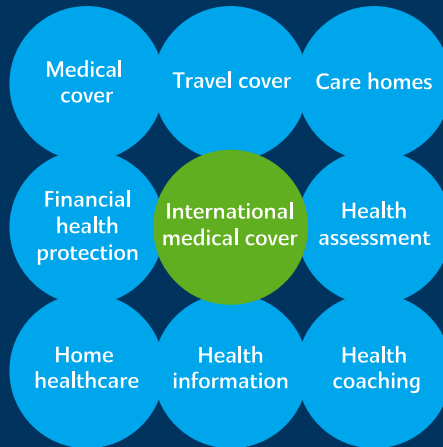 Medical
cover
Travel cover
Care homes
Financial
health
protection
International
medical cover
Health
assessment
Home
healthcare
Health
information
Health
coaching